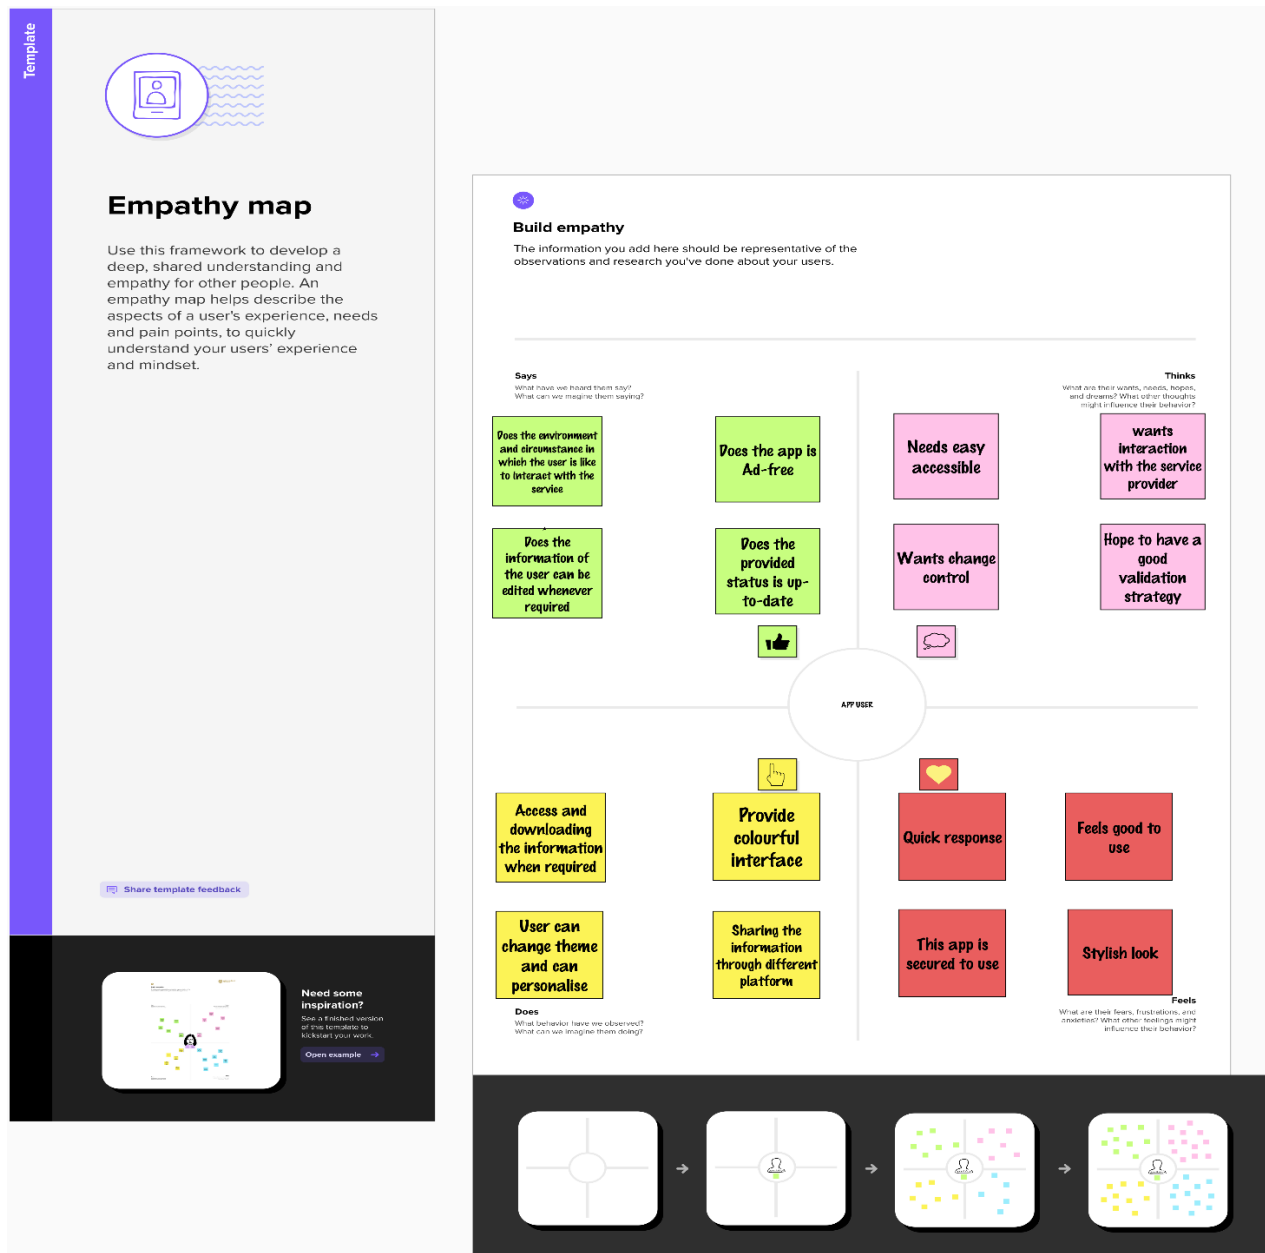 Template
Empathy map
Use this framework to develop a
deep, shared understanding and
empathy for other people. An
empathy map helps describe the
aspects of a user's experience, needs
and pain points, to quickly
understand your users' experience
and mindset.
Share template feedback
Need some
inspiration?
See a finished version
of this template to
kickstart your work.
Open example
Build empathy
The information you add here should be representative of the
observations and research you've done about your users.
Says
What have we heard them say?
What can we magine them saying?
Does the environment
and circumstance in
which the user is like
to interact with the
service
Does the app is
Ad-free
Does the
information of
the user can be
edited whenever
required
Does the
provided
status is up-
to-date
Thinks
What are their wants, needs, hopes,
and dreams? What other thoughts
might influence their behavior?
Needs easy
accessible
wants
interaction
with the service
provider
Wants change
control
Hope to have a
good
validation
strategy
APP USER
Access and
downloading
the information
when required
Provide
colourful
interface
User can
change theme
and can
personalise
Sharing the
information
through different
platform
Does
What behavior have we observed?
What can we imagine them doing?
Quick response
Feels good to
use
This app is
secured to use
Stylish look
Feels
What are their fears, frustrations, and
anxieties? What other feelings might
influence their behavior?